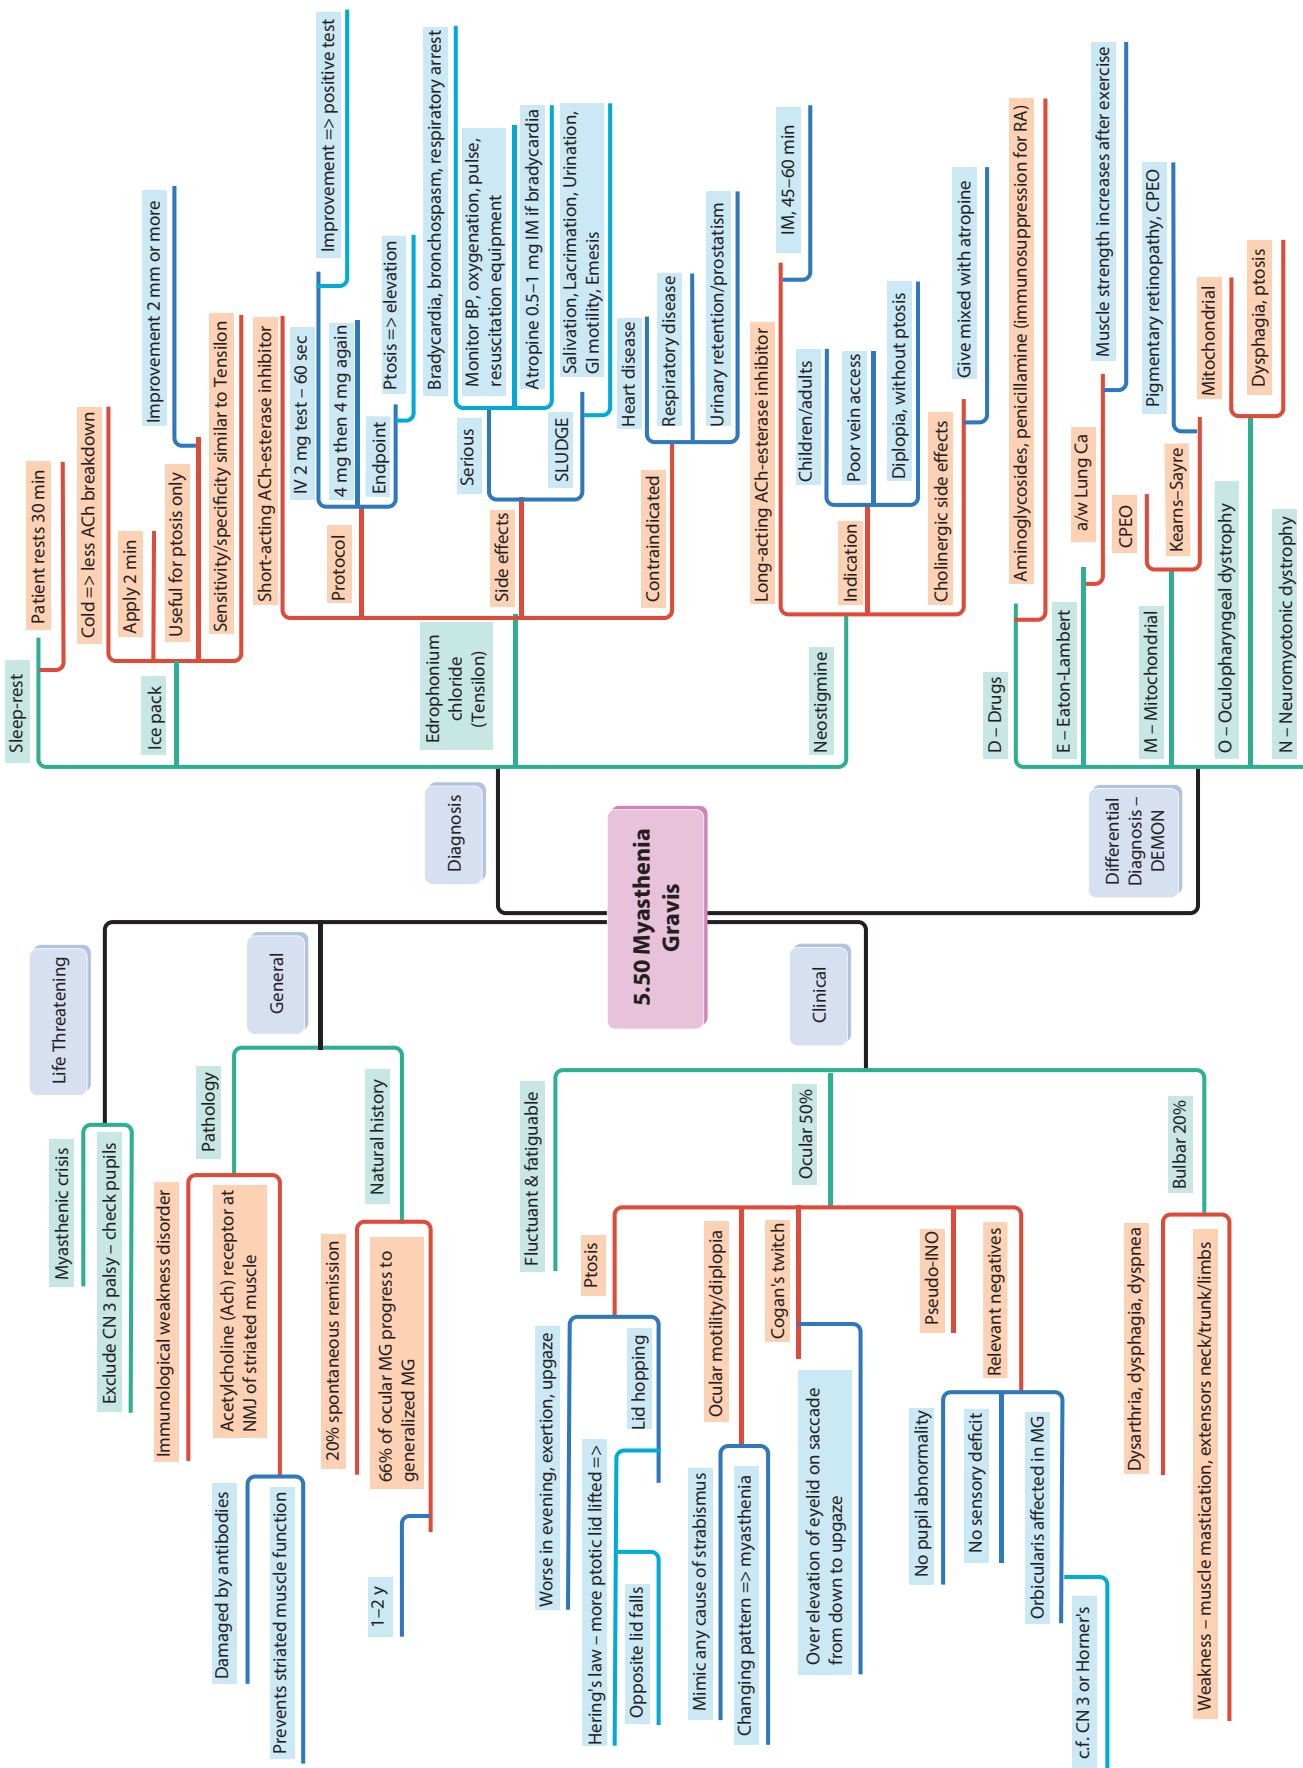 5.50 Myasthenia
Gravis
Life Threatening
Myasthenic crisis
Exclude CN 3 palsy – check pupils
General
Pathology
Immunological weakness disorder
Acetylcholine (Ach) receptor at
NMJ of striated muscle
Damaged by antibodies
Prevents striated muscle function
Natural history
20% spontaneous remission
66% of ocular MG progress to
generalized MG
1–2 y
Clinical
Fluctuant & fatiguable
Ocular 50%
Ptosis
Worse in evening, exertion, upgaze
Lid hopping
Hering's law – more ptotic lid lifted =>
Opposite lid falls
Ocular motility/diplopia
Mimic any cause of strabismus
Changing pattern => myasthenia
Cogan's twitch
Over elevation of eyelid on saccade
from down to upgaze
Pseudo-INO
Relevant negatives
No pupil abnormality
No sensory deficit
Orbicularis affected in MG
c.f. CN 3 or Horner's
Bulbar 20%
Dysarthria, dysphagia, dyspnea
Weakness – muscle mastication, extensors neck/trunk/limbs
Diagnosis
Sleep-rest
Patient rests 30 min
Ice pack
Cold => less ACh breakdown
Apply 2 min
Useful for ptosis only
Improvement 2 mm or more
Sensitivity/specificity similar to Tensilon
Edrophonium
chloride
(Tensilon)
Short-acting ACh-esterase inhibitor
Protocol
IV 2 mg test – 60 sec
Improvement => positive test
4 mg then 4 mg again
Endpoint
Ptosis => elevation
Side effects
Serious
Bradycardia, bronchospasm, respiratory arrest
Monitor BP, oxygenation, pulse,
resuscitation equipment
Atropine 0.5–1 mg IM if bradycardia
SLUDGE
Salivation, Lacrimation, Urination,
GI motility, Emesis
Contraindicated
Heart disease
Respiratory disease
Urinary retention/prostatism
Neostigmine
Long-acting ACh-esterase inhibitor
IM, 45–60 min
Indication
Children/adults
Poor vein access
Diplopia, without ptosis
Cholinergic side effects
Give mixed with atropine
Differential
Diagnosis –
DEMON
D – Drugs
Aminoglycosides, penicillamine (immunosuppression for RA)
E – Eaton-Lambert
a/w Lung Ca
Muscle strength increases after exercise
M – Mitochondrial
CPEO
Kearns–Sayre
Pigmentary retinopathy, CPEO
O – Oculopharyngeal dystrophy
Mitochondrial
Dysphagia, ptosis
N – Neuromyotonic dystrophy